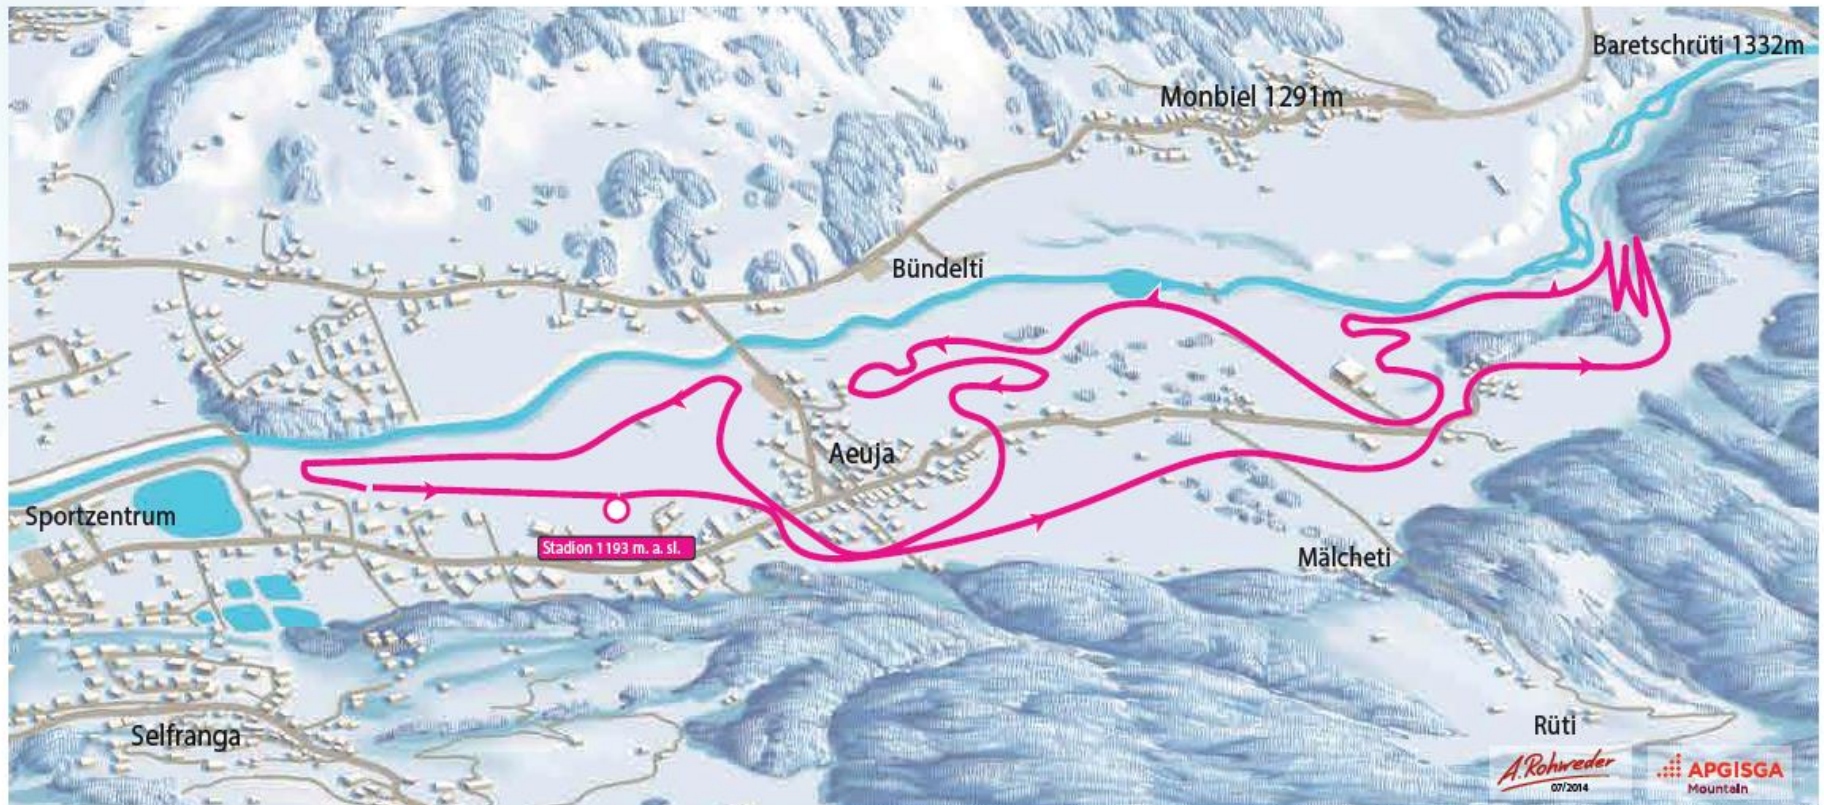 Baretschrüti 1332m
Monbiel 1291m
Bündelti
Aeuja
Sportzentrum
Stadion 1193 m. a. sl.
Mälcheti
Selfranga
Rüti
A.Rohweder
07/2014
APGISGA
Mountain